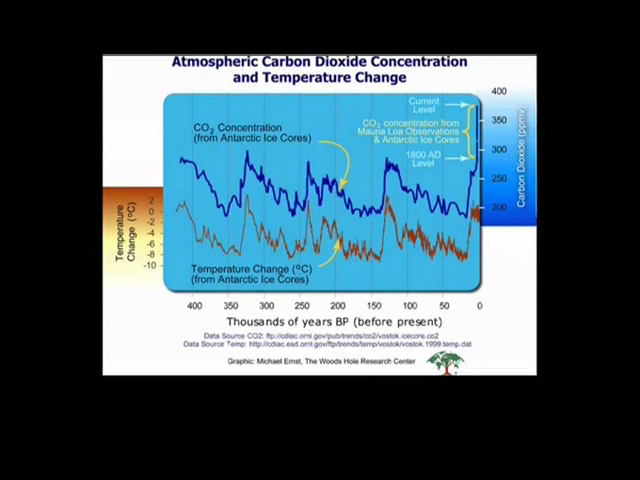 Atmospheric Carbon Dioxide Concentration
and Temperature Change
CO2 Concentration
(from Antarctic Ice Cores)
Current
Level
CO2 concentration from
Mauna Loa Observations
& Antarctic Ice Cores
1800 AD
Level
400
350
300
250
200
Carbon Dioxide (ppmv)
Temperature
Change (ºC)
2
0
-2
-4
-6
-8
-10
Temperature Change (ºC)
(from Antarctic Ice Cores)
400 350 300 250 200 150 100 50 0
Thousands of years BP (before present)
Data Source CO2: ftp://cdiac.ornl.gov/pub/trends/co2/vostok.icecore.co2
Data Source Temp: http://cdiac.esd.ornl.gov/ftp/trends/temp/vostok/vostok.1999.temp.dat
Graphic: Michael Ernst, The Woods Hole Research Center